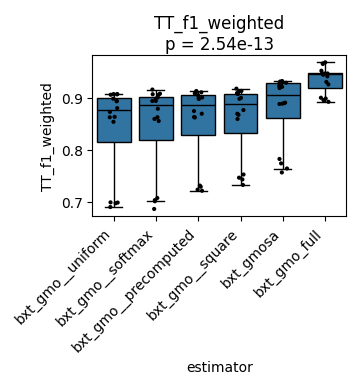 TT_f1_weighted
p = 2.54e-13
TT_f1_weighted
0.9
0.8
0.7
bxt_gmo__uniform
bxt_gmo__softmax
bxt_gmo__precomputed
bxt_gmo__square
bxt_gmosa
bxt_gmo_full
estimator